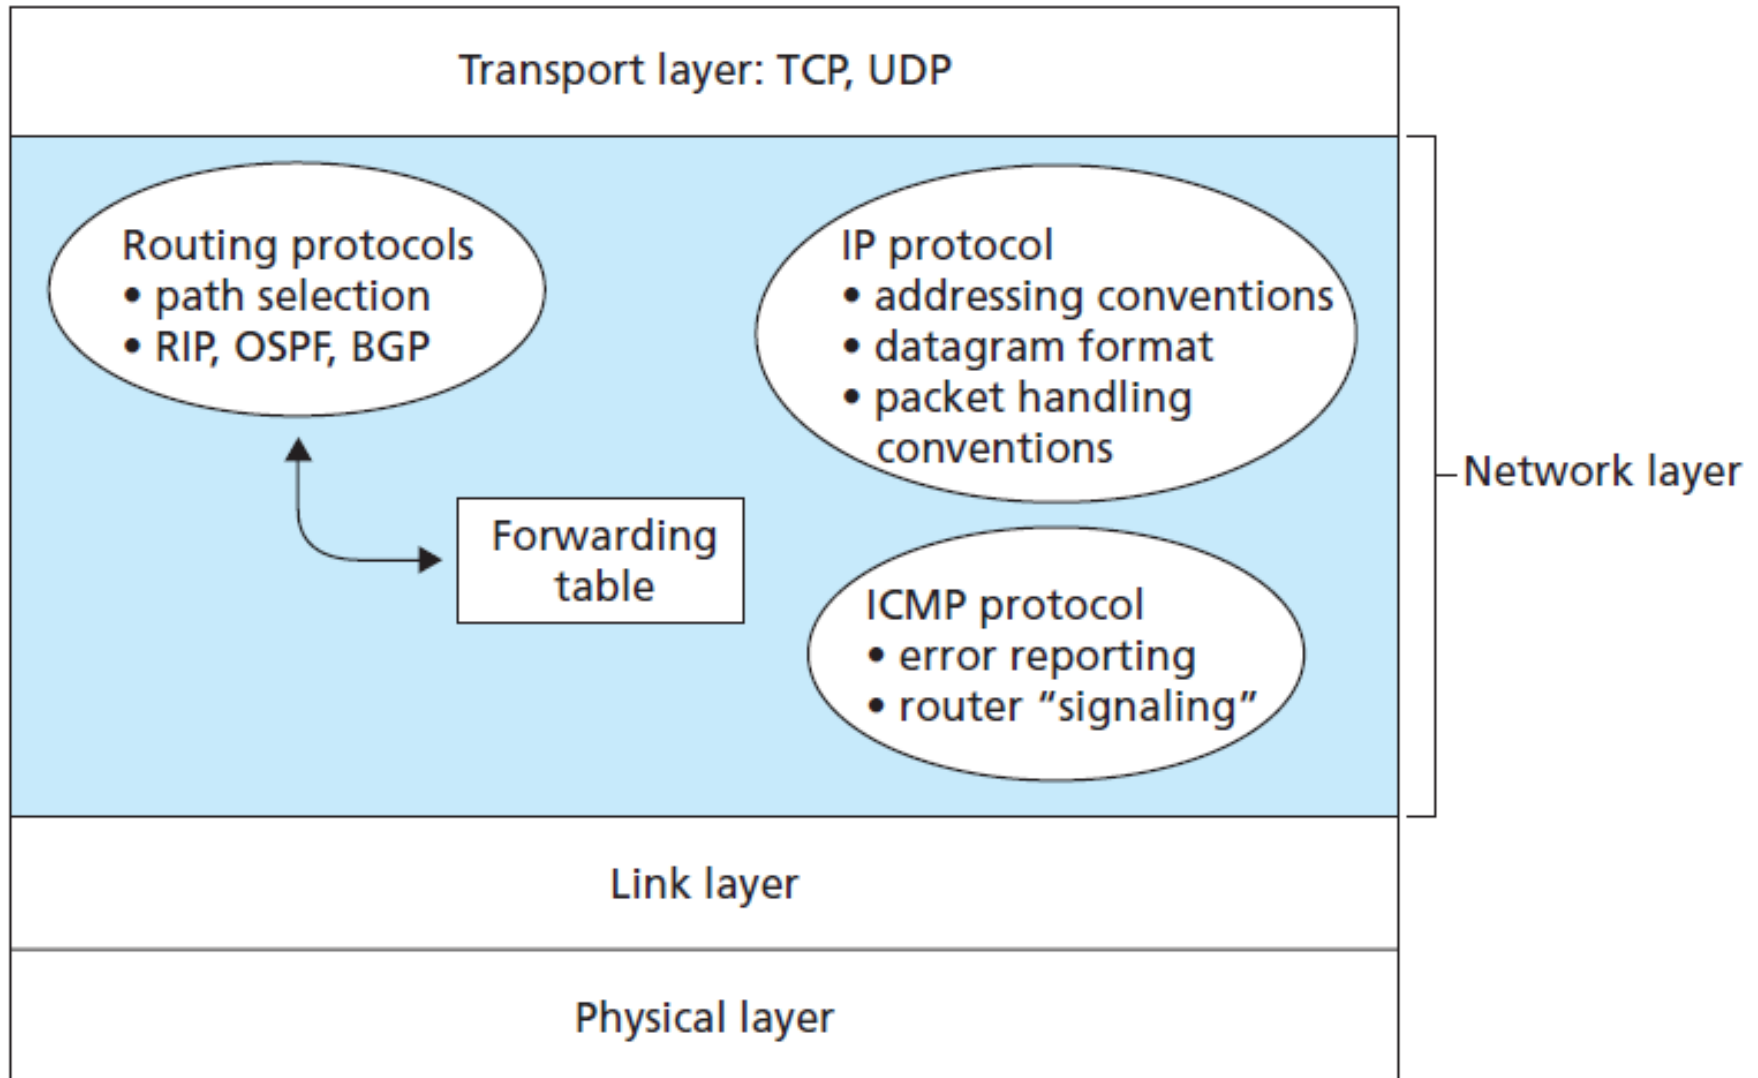 Transport layer: TCP, UDP
Routing protocols
• path selection
• RIP, OSPF, BGP
IP protocol
• addressing conventions
• datagram format
• packet handling
conventions
Network layer
Forwarding
table
ICMP protocol
• error reporting
• router “signaling”
Link layer
Physical layer